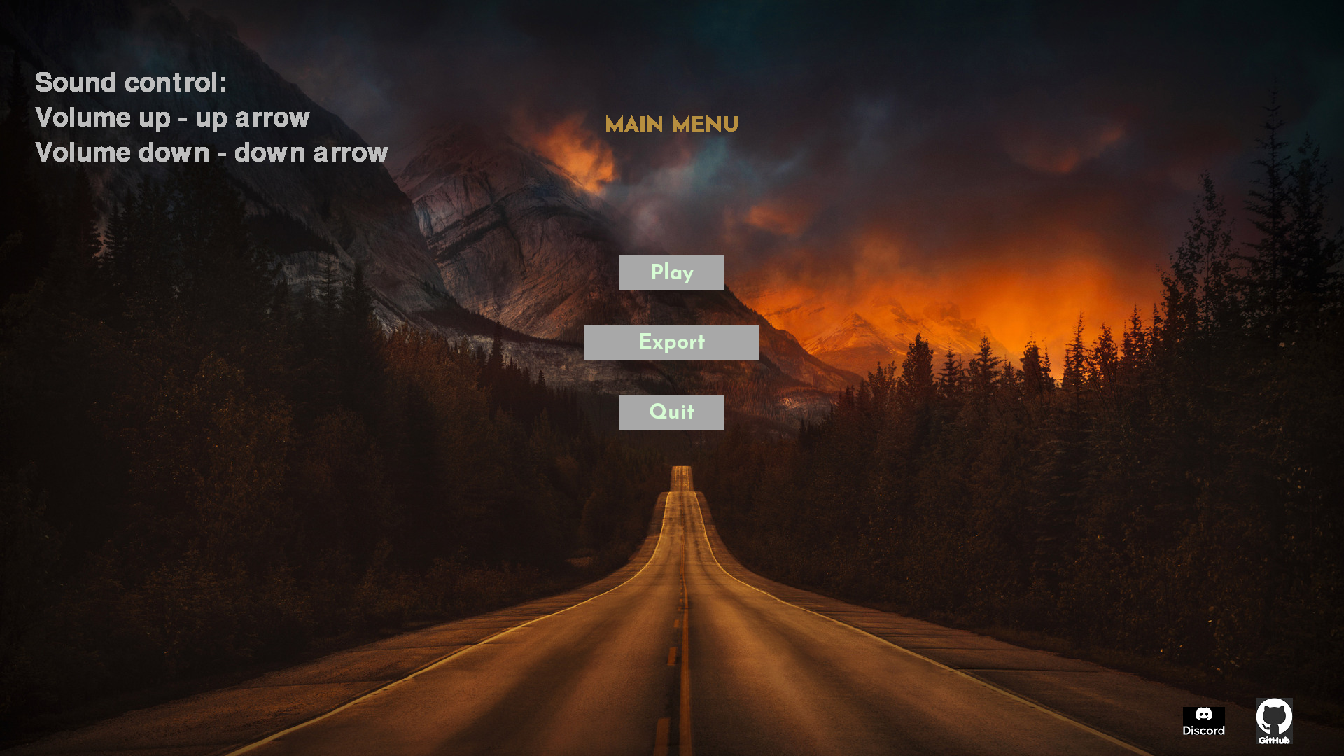 Sound control:
Volume up - up arrow
Volume down - down arrow
MAIN MENU
Play
Export
Quit
Discord
GitHub